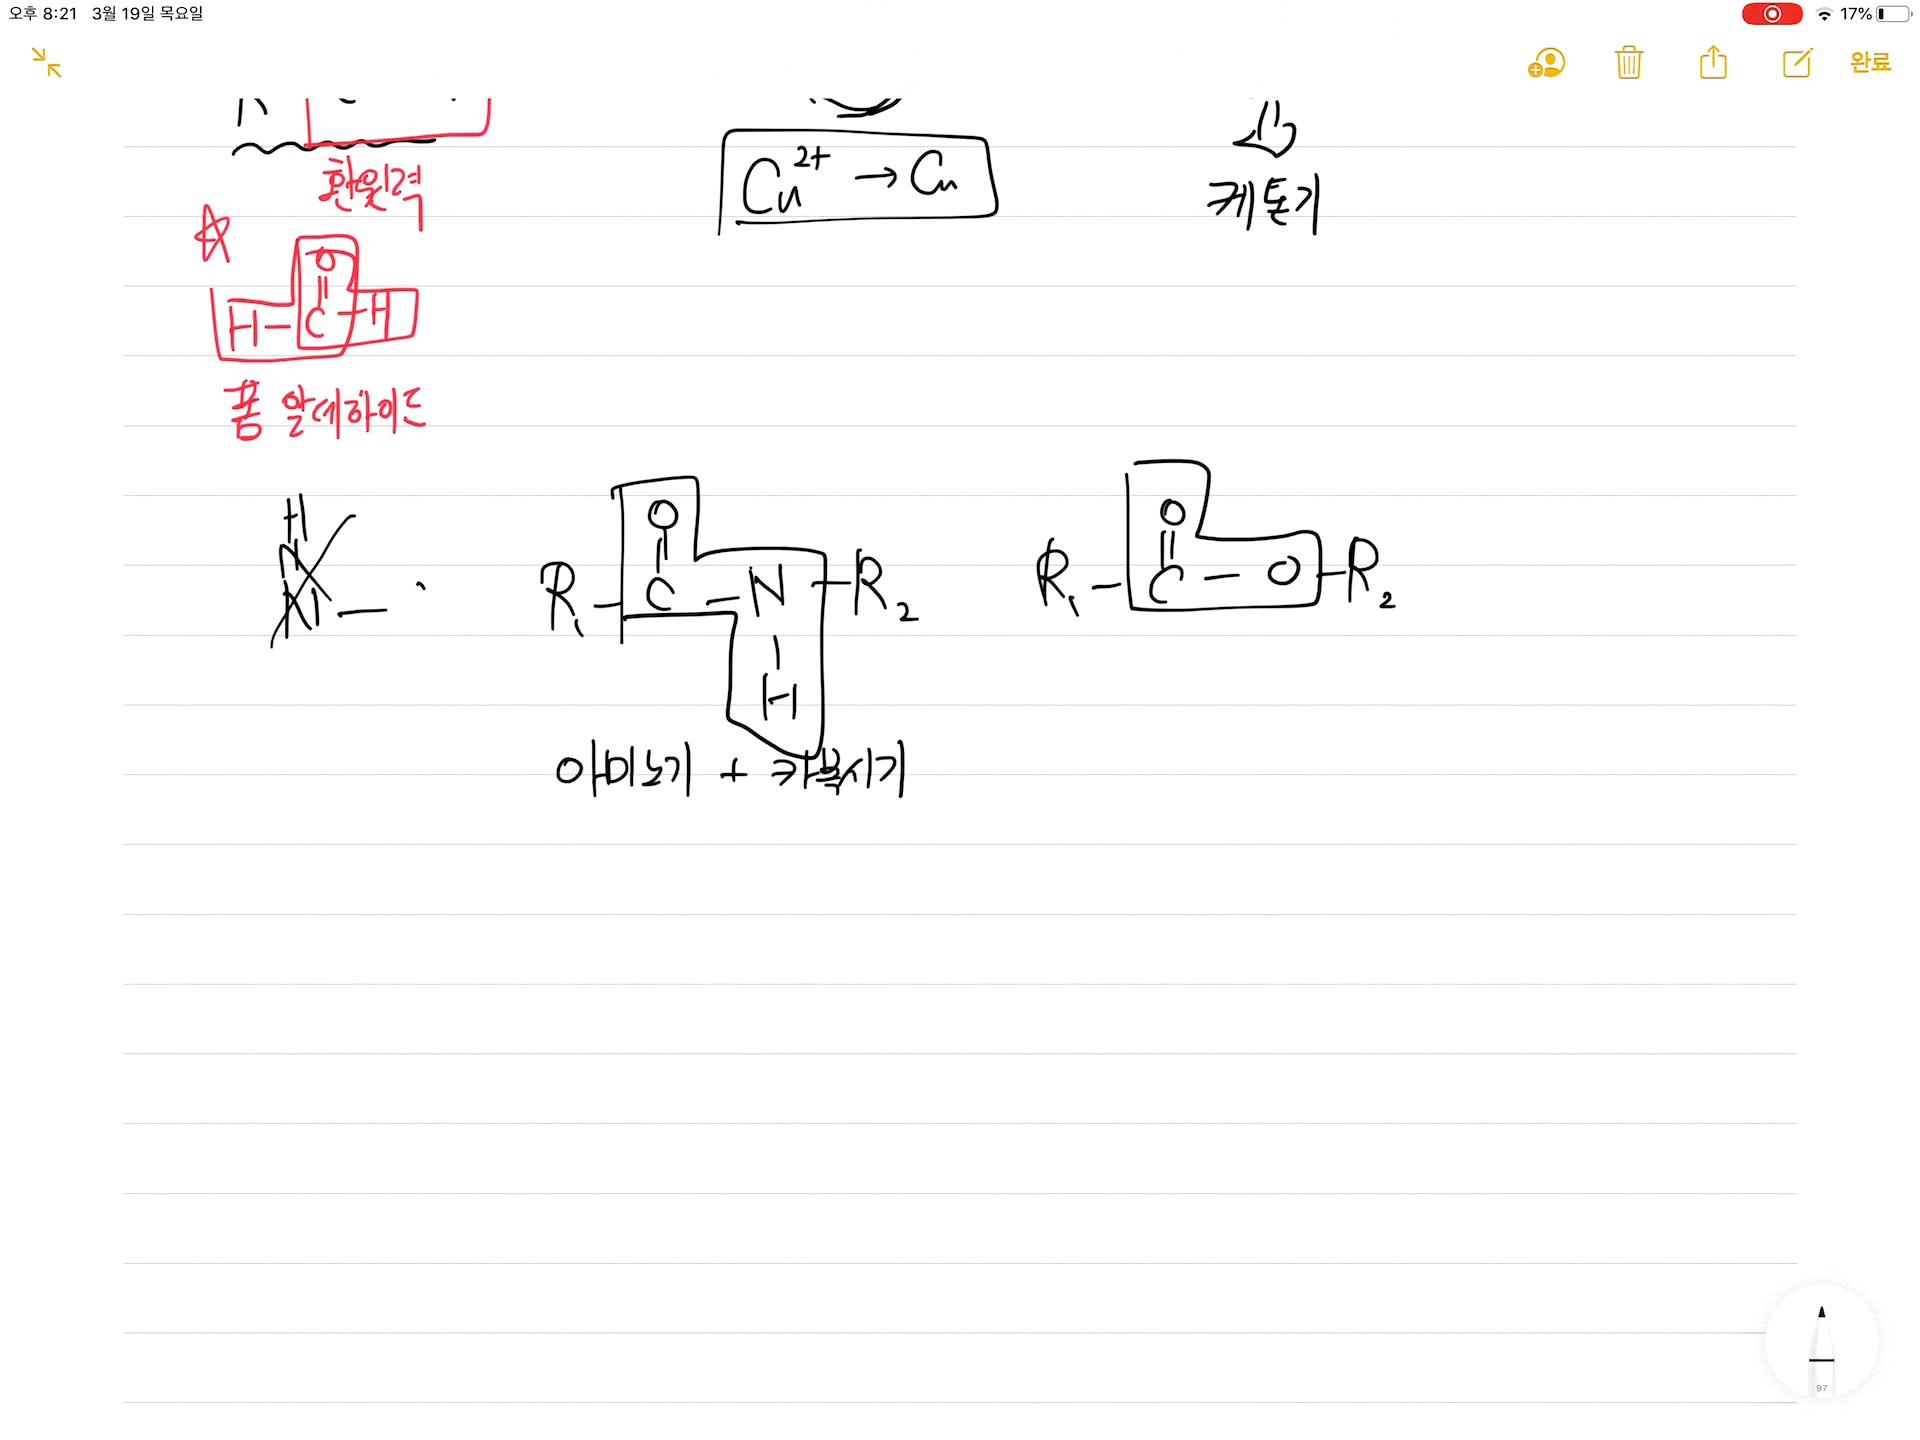 오후 8:21 3월 19일 목요일
17%
완료
환원력
Cu²⁺ → Cu
케톤기
O
H-C-H
폼 알데하이드
O
R₁-C-N-R₂
H
아미노기 + 카복시기
O
R₁-C-O-R₂
97